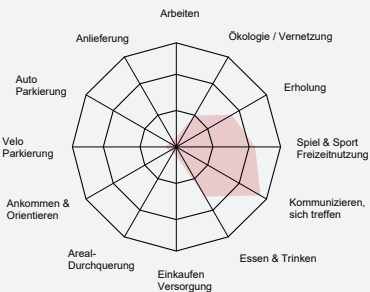 Arbeiten
Ökologie / Vernetzung
Erholung
Spiel & Sport
Freizeitnutzung
Kommunizieren,
sich treffen
Essen & Trinken
Einkaufen
Versorgung
Areal-
Durchquerung
Ankommen &
Orientieren
Velo
Parkierung
Auto
Parkierung
Anlieferung